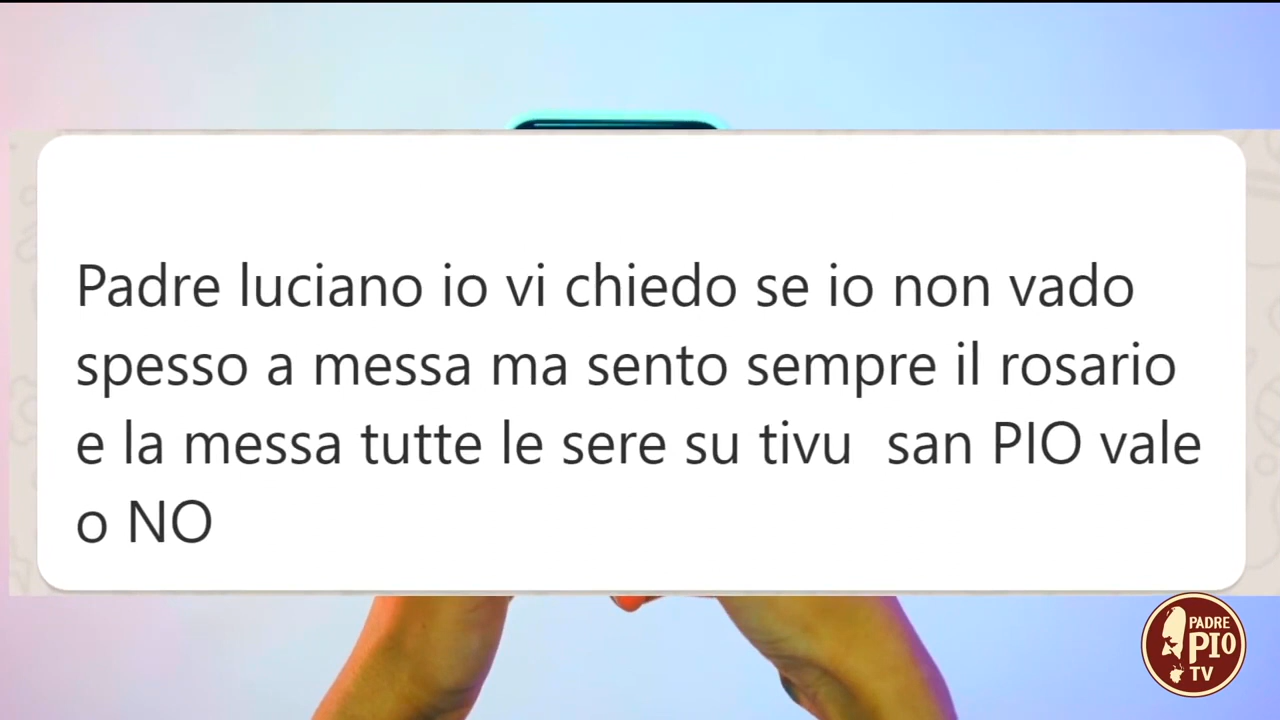 Padre luciano io vi chiedo se io non vado
spesso a messa ma sento sempre il rosario
e la messa tutte le sere su tivu  san PIO vale
o NO
PADRE
PIO
TV